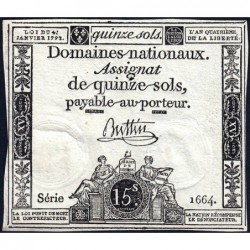 LOI DU 4
JANVIER 1792.
quinze sols.
L'AN QUATRIÈME
DE LA LIBERTÉ.
Domaines nationaux.
Assignat
de quinze sols,
payable au porteur.
Buttin
Série
1664.
15 S
LA LOI PUNIT DE MORT
LE CONTREFACTEUR.
LA NATION RÉCOMPENSE
LE DÉNONCIATEUR.